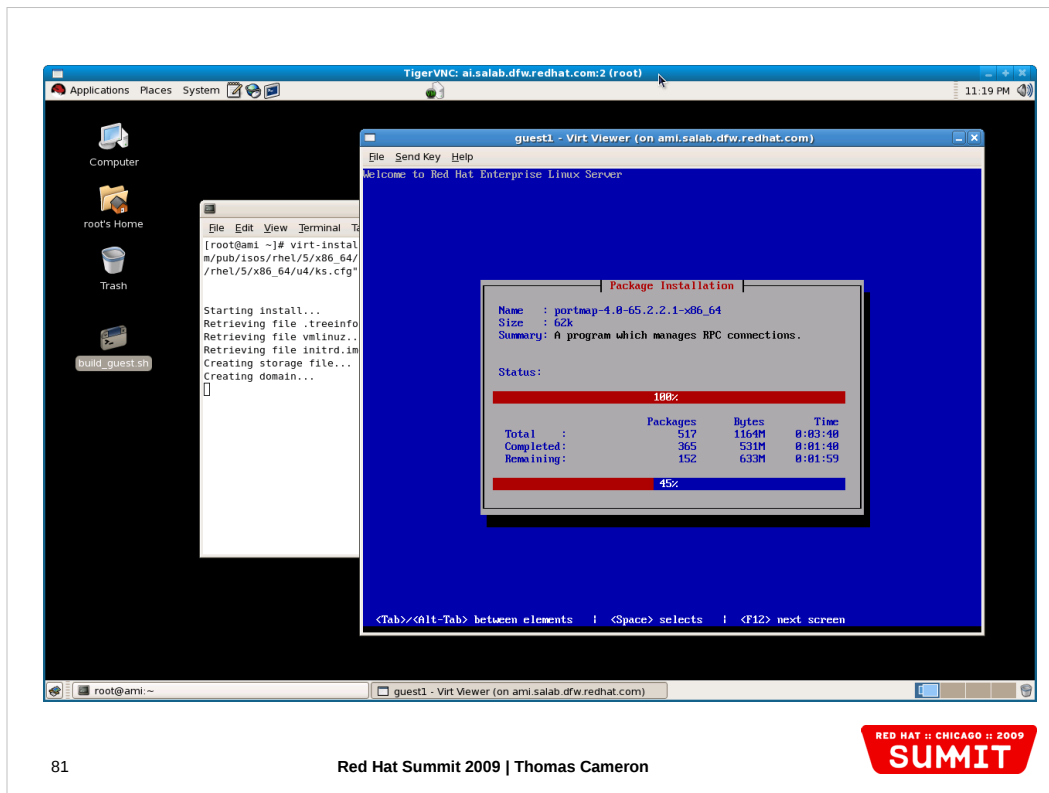 TigerVNC: ai.salab.dfw.redhat.com:2 (root)
Applications Places System
11:19 PM
Computer
root's Home
Trash
build_guest.sh
File Edit View Terminal Ta
[root@ami ~]# virt-instal
m/pub/isos/rhel/5/x86_64/
/rhel/5/x86_64/u4/ks.cfg"
Starting install...
Retrieving file .treeinfo
Retrieving file vmlinuz..
Retrieving file initrd.im
Creating storage file...
Creating domain...
guest1 - Virt Viewer (on ami.salab.dfw.redhat.com)
File Send Key Help
Welcome to Red Hat Enterprise Linux Server
Package Installation
Name : portmap-4.0-65.2.2.1-x86_64
Size : 62k
Summary: A program which manages RPC connections.
Status:
100%
Packages Bytes Time
Total : 517 1164M 0:03:40
Completed: 365 531M 0:01:40
Remaining: 152 633M 0:01:59
45%
<Tab>/<Alt-Tab> between elements | <Space> selects | <F12> next screen
root@ami:~
guest1 - Virt Viewer (on ami.salab.dfw.redhat.com)
81
Red Hat Summit 2009 | Thomas Cameron
RED HAT :: CHICAGO :: 2009
SUMMIT